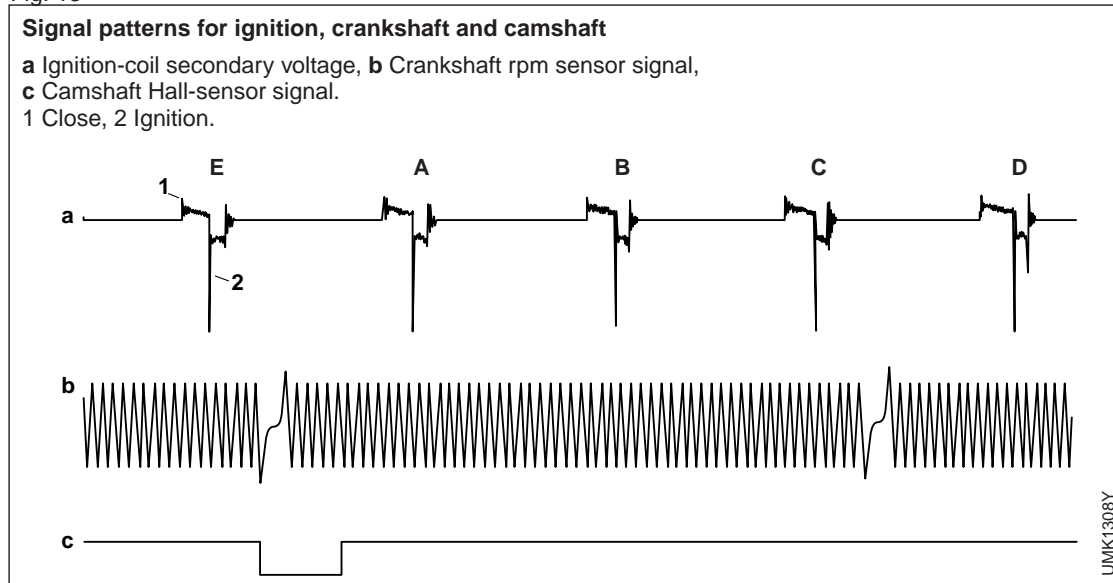 Signal patterns for ignition, crankshaft and camshaft
a Ignition-coil secondary voltage, b Crankshaft rpm sensor signal,
c Camshaft Hall-sensor signal.
1 Close, 2 Ignition.
E A B C D
1
a
2
b
c
UMK1308Y